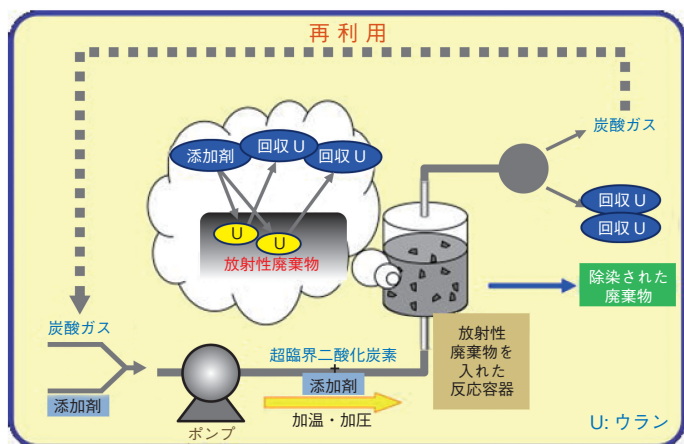 再利用
炭酸ガス
添加剤
回収 U
回収 U
U
U
放射性廃棄物
回収 U
回収 U
除染された
廃棄物
炭酸ガス
添加剤
ポンプ
超臨界二酸化炭素
+
添加剤
加温・加圧
放射性
廃棄物を
入れた
反応容器
U: ウラン